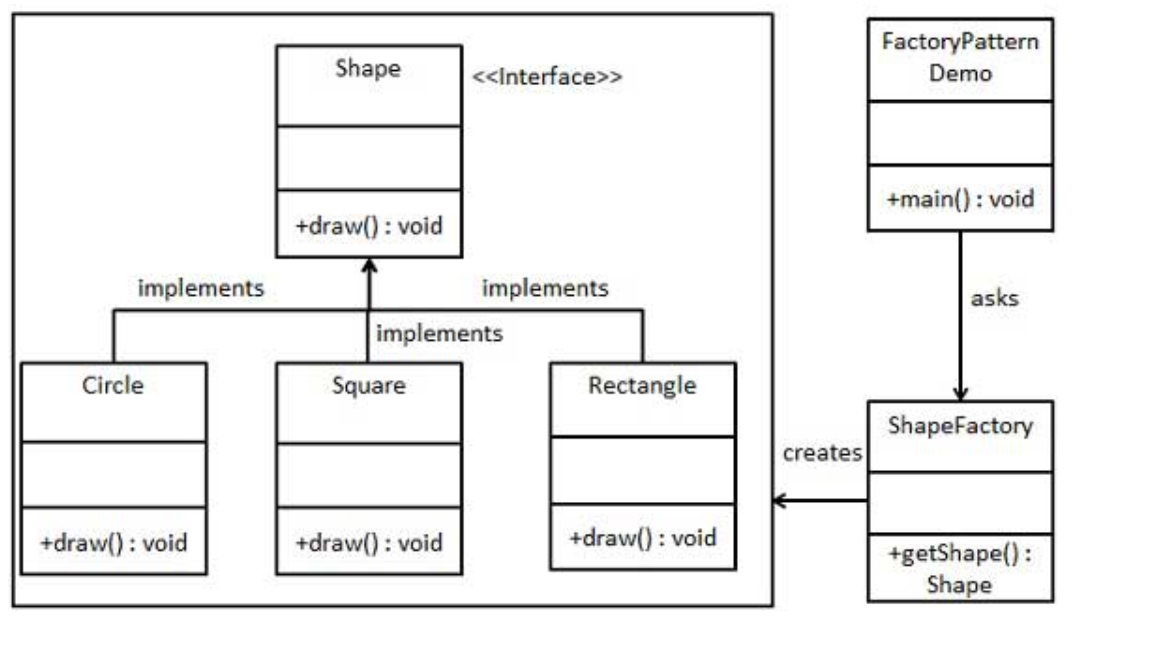 Shape
<<Interface>>
+draw() : void
implements
implements
implements
Circle
+draw() : void
Square
+draw() : void
Rectangle
+draw() : void
FactoryPattern
Demo
+main() : void
asks
creates
ShapeFactory
+getShape() :
Shape